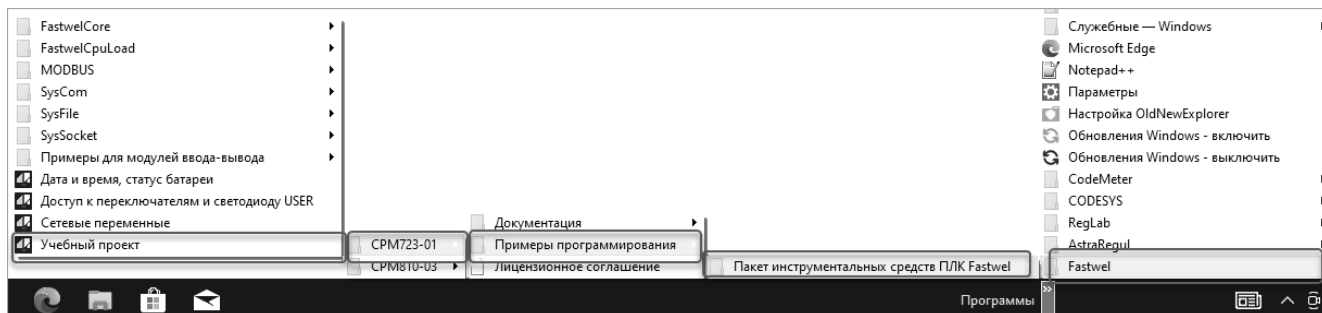 FastwelCore
FastwelCpuLoad
MODBUS
SysCom
SysFile
SysSocket
Примеры для модулей ввода-вывода
Дата и время, статус батареи
Доступ к переключателям и светодиоду USER
Сетевые переменные
Учебный проект
CPM723-01
CPM810-03
Документация
Примеры программирования
Лицензионное соглашение
Пакет инструментальных средств ПЛК Fastwel
Служебные — Windows
Microsoft Edge
Notepad++
Параметры
Настройка OldNewExplorer
Обновления Windows - включить
Обновления Windows - выключить
CodeMeter
CODESYS
RegLab
AstraRegul
Fastwel
Программы